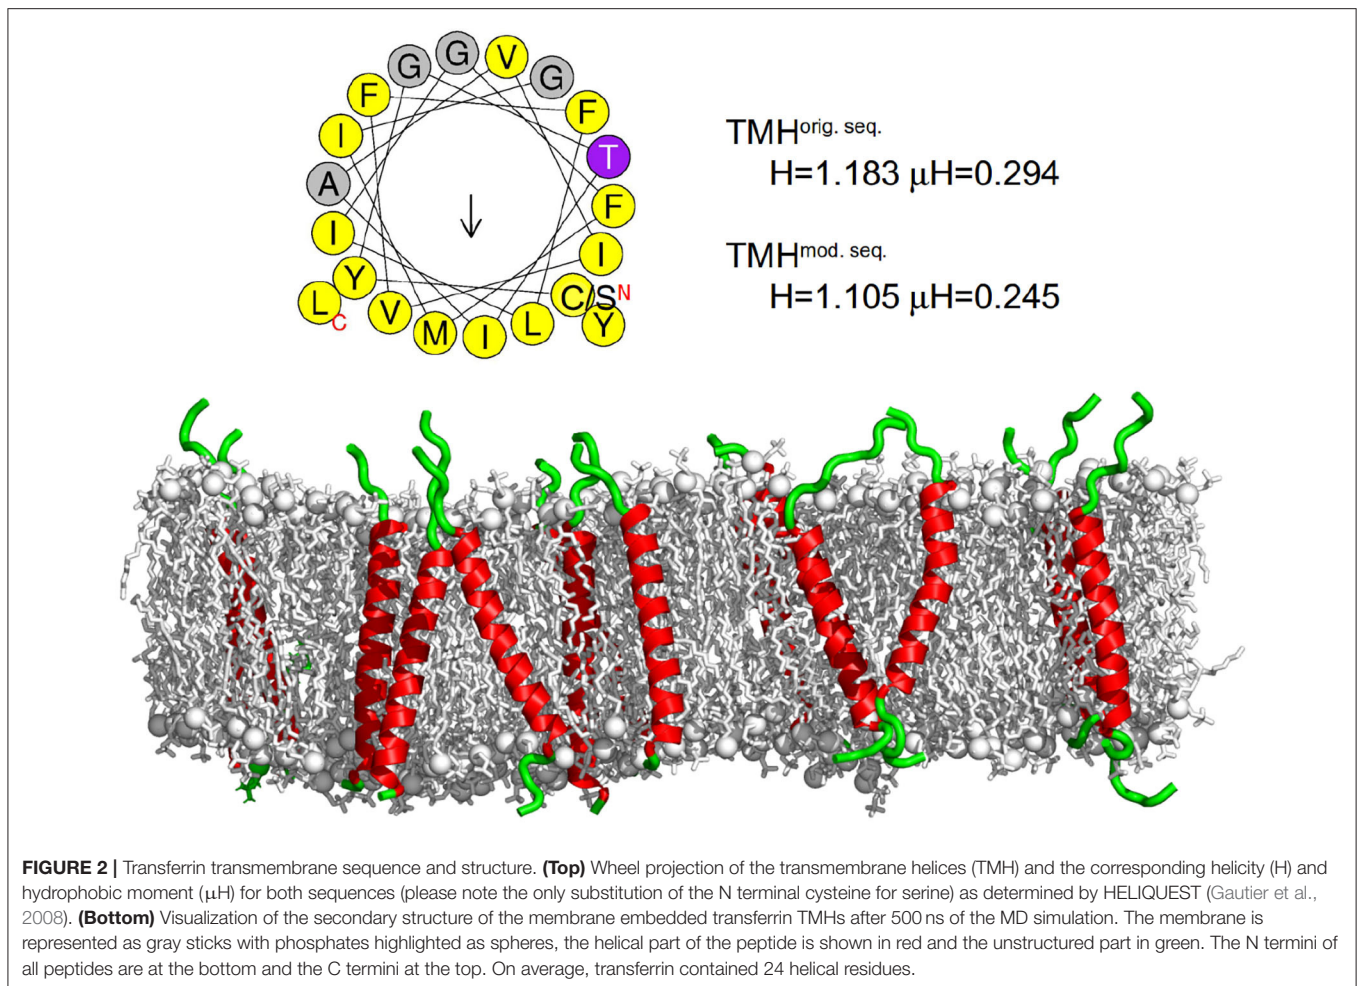 G G V G
F F
I T
A F
I I
Y C/S N
L C V M I L Y
TMH orig. seq.
H=1.183 μH=0.294
TMH mod. seq.
H=1.105 μH=0.245
FIGURE 2 | Transferrin transmembrane sequence and structure. (Top) Wheel projection of the transmembrane helices (TMH) and the corresponding helicity (H) and
hydrophobic moment (μH) for both sequences (please note the only substitution of the N terminal cysteine for serine) as determined by HELIQUEST (Gautier et al.,
2008). (Bottom) Visualization of the secondary structure of the membrane embedded transferrin TMHs after 500 ns of the MD simulation. The membrane is
represented as gray sticks with phosphates highlighted as spheres, the helical part of the peptide is shown in red and the unstructured part in green. The N termini of
all peptides are at the bottom and the C termini at the top. On average, transferrin contained 24 helical residues.